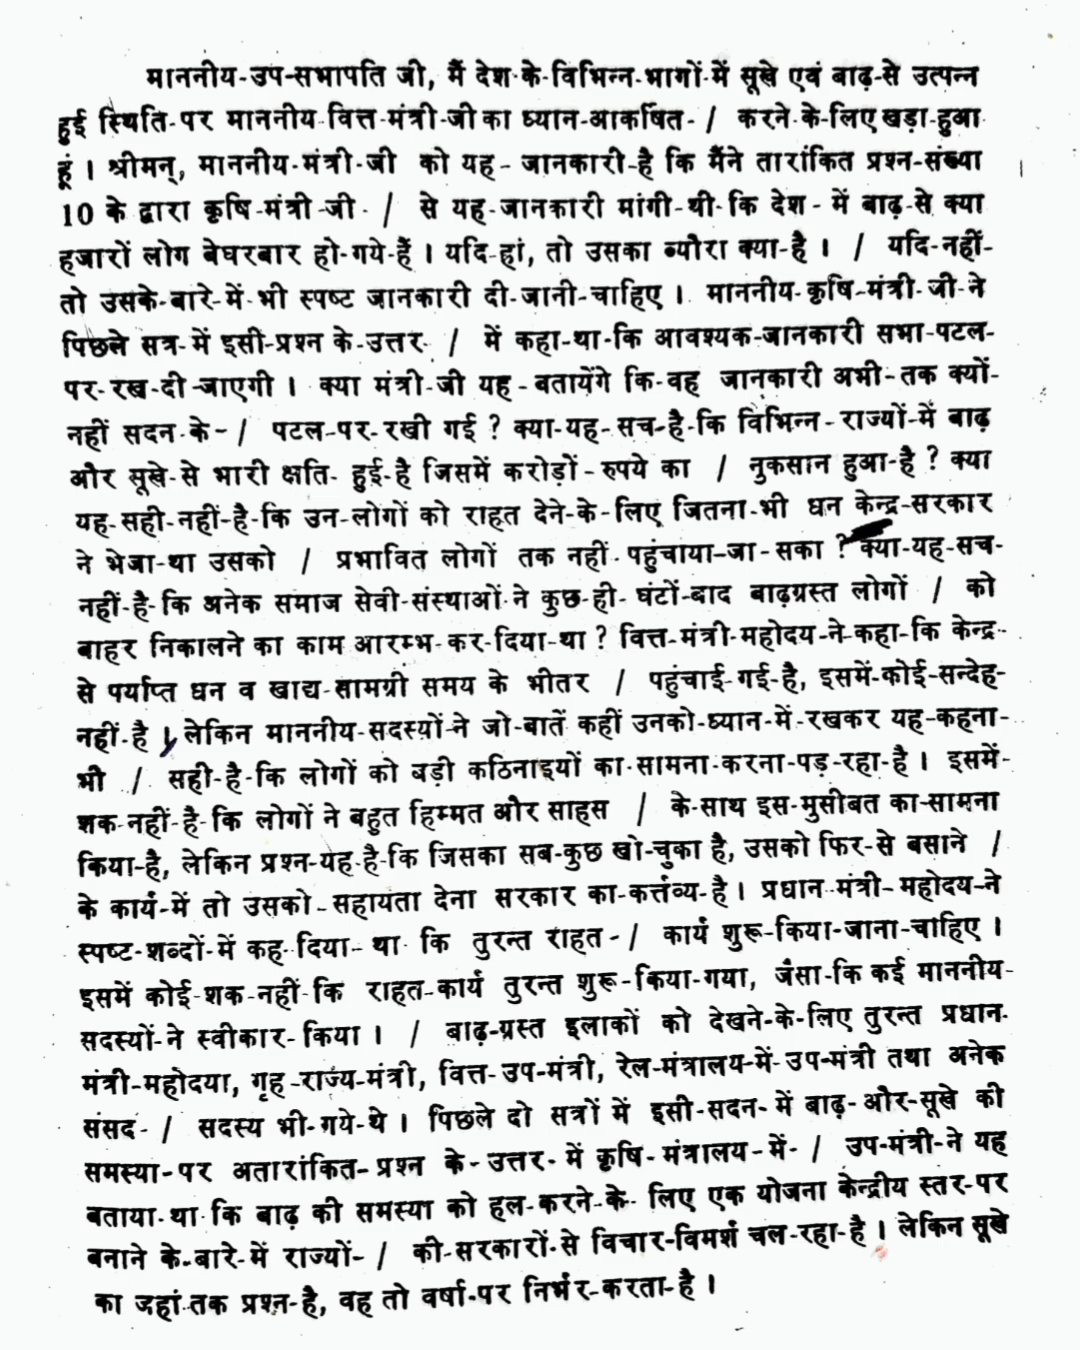 माननीय-उप-सभापति जी, मैं देश-के-विभिन्न-भागों-में सूखे एवं बाढ़-से उत्पन्न
हुई स्थिति-पर माननीय-वित्त-मंत्री-जी का ध्यान-आकर्षित- / करने-के-लिए खड़ा-हुआ
हूं । श्रीमन्, माननीय-मंत्री-जी को यह - जानकारी-है कि मैंने तारांकित प्रश्न-संख्या
10 के द्वारा कृषि-मंत्री-जी - / से यह-जानकारी मांगी-थी-कि देश - में बाढ़-से क्या
हजारों लोग बेघरबार हो-गये-हैं । यदि-हां, तो उसका ब्यौरा क्या-है । / यदि-नहीं-
तो उसके-बारे-में-भी स्पष्ट जानकारी दी-जानी-चाहिए । माननीय-कृषि-मंत्री-जी-ने
पिछले सत्र-में इसी-प्रश्न के-उत्तर- / में कहा-था-कि आवश्यक-जानकारी सभा-पटल-
पर-रख-दी-जाएगी । क्या मंत्री-जी यह - बतायेंगे कि-वह जानकारी अभी-तक क्यों-
नहीं सदन-के- / पटल-पर-रखी गई ? क्या-यह-सच-है-कि विभिन्न-राज्यों-में बाढ़
और सूखे-से भारी क्षति- हुई-है जिसमें करोड़ों-रुपये का / नुकसान हुआ-है ? क्या
यह-सही-नहीं-है-कि उन-लोगों को राहत देने-के-लिए जितना-भी धन केन्द्र-सरकार
ने भेजा-था उसको / प्रभावित लोगों तक नहीं-पहुंचाया-जा-सका ? क्या-यह-सच-
नहीं-है-कि अनेक समाज सेवी-संस्थाओं-ने कुछ-ही- घंटों-बाद बाढ़ग्रस्त लोगों / को
बाहर निकालने का काम आरम्भ-कर-दिया-था ? वित्त-मंत्री-महोदय-ने-कहा-कि केन्द्र-
से पर्याप्त धन व खाद्य-सामग्री समय के भीतर / पहुंचाई-गई-है, इसमें-कोई-सन्देह-
नहीं-है । लेकिन माननीय-सदस्यों-ने जो-बातें कहीं उनको-ध्यान-में-रखकर यह-कहना-
भी / सही-है-कि लोगों को बड़ी कठिनाइयों का-सामना-करना-पड़-रहा-है । इसमें-
शक-नहीं-है-कि लोगों ने बहुत हिम्मत और साहस / के-साथ इस-मुसीबत का-सामना
किया-है, लेकिन प्रश्न-यह-है-कि जिसका सब-कुछ खो-चुका है, उसको फिर-से बसाने /
के कार्य-में तो उसको-सहायता देना सरकार का-कर्त्तव्य-है । प्रधान-मंत्री-महोदय-ने
स्पष्ट-शब्दों-में कह-दिया-था कि तुरन्त राहत- / कार्य शुरू-किया-जाना-चाहिए ।
इसमें कोई-शक-नहीं-कि राहत-कार्य तुरन्त शुरू-किया-गया, जैसा-कि कई माननीय-
सदस्यों-ने स्वीकार-किया । / बाढ़-ग्रस्त इलाकों को देखने-के-लिए तुरन्त प्रधान-
मंत्री-महोदया, गृह-राज्य-मंत्री, वित्त-उप-मंत्री, रेल-मंत्रालय-में-उप-मंत्री तथा अनेक
संसद- / सदस्य भी-गये-थे । पिछले दो सत्रों में इसी-सदन-में बाढ़-और-सूखे की
समस्या-पर अतारांकित-प्रश्न के-उत्तर-में कृषि-मंत्रालय-में- / उप-मंत्री-ने यह
बताया-था-कि बाढ़ की समस्या को हल-करने-के- लिए एक योजना केन्द्रीय स्तर-पर
बनाने के-बारे-में राज्यों- / की-सरकारों-से विचार-विमर्श चल-रहा-है । लेकिन सूखे
का जहां-तक प्रश्न-है, वह तो वर्षा-पर निर्भर-करता-है ।